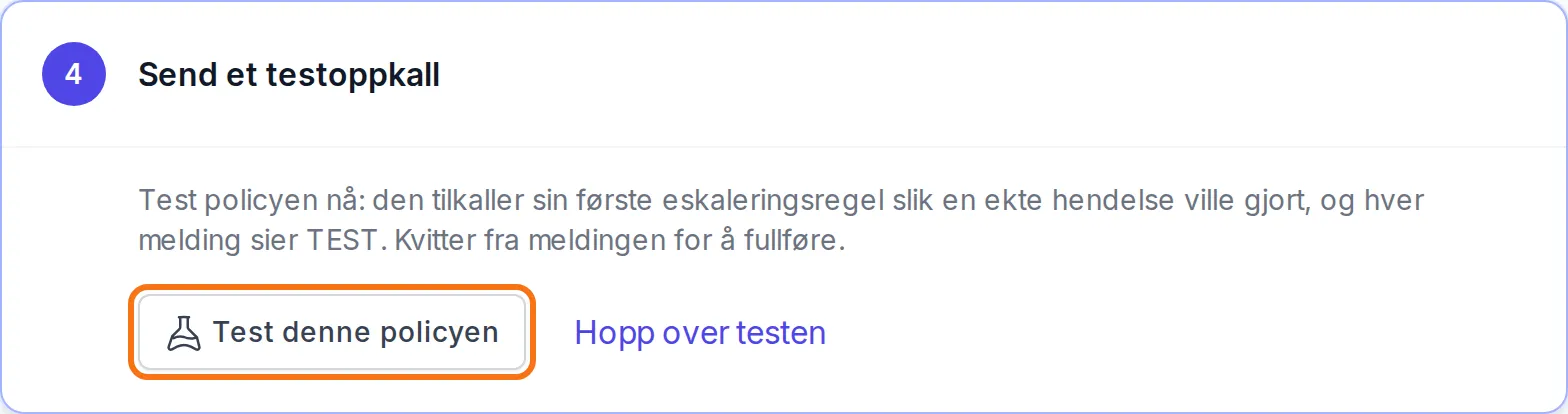 4
Send et testoppkall
Test policyen nå: den tilkaller sin første eskaleringsregel slik en ekte hendelse ville gjort, og hver
melding sier TEST. Kvitter fra meldingen for å fullføre.
Test denne policyen
Hopp over testen